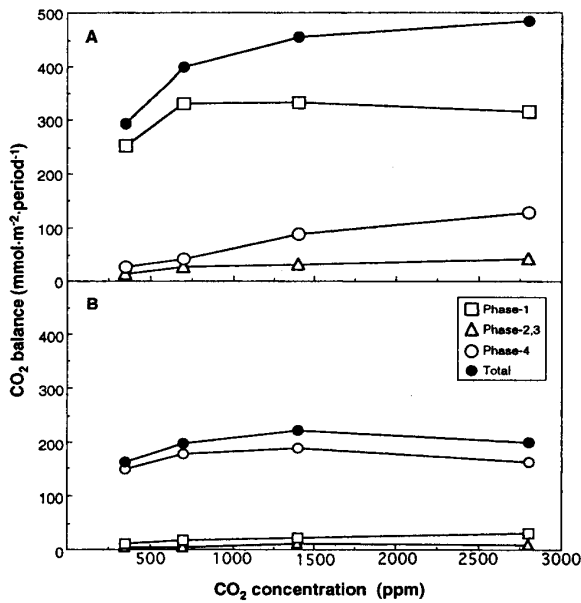 500
A
400
300
200
100
0
B
Phase-1
Phase-2,3
Phase-4
Total
400
300
200
100
0
500 1000 1500 2000 2500 3000
CO2 balance (mmol·m-2·period-1)
CO2 concentration (ppm)